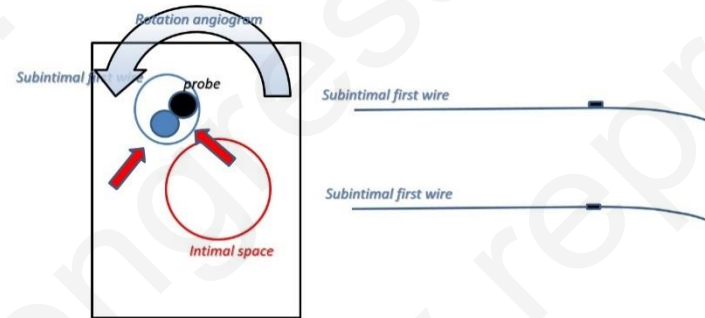 Rotation angiogram
Subintimal first wire
probe
Intimal space
Subintimal first wire
Subintimal first wire